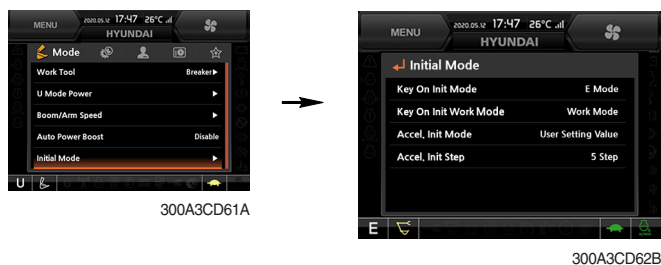 MENU
2020.05.12 17:47 26°C
HYUNDAI
Mode
Work Tool Breaker▶
U Mode Power ▶
Boom/Arm Speed ▶
Auto Power Boost Disable
Initial Mode ▶
U
300A3CD61A
MENU
2020.05.12 17:47 26°C
HYUNDAI
Initial Mode
Key On Init Mode E Mode
Key On Init Work Mode Work Mode
Accel. Init Mode User Setting Value
Accel. Init Step 5 Step
E
300A3CD62B